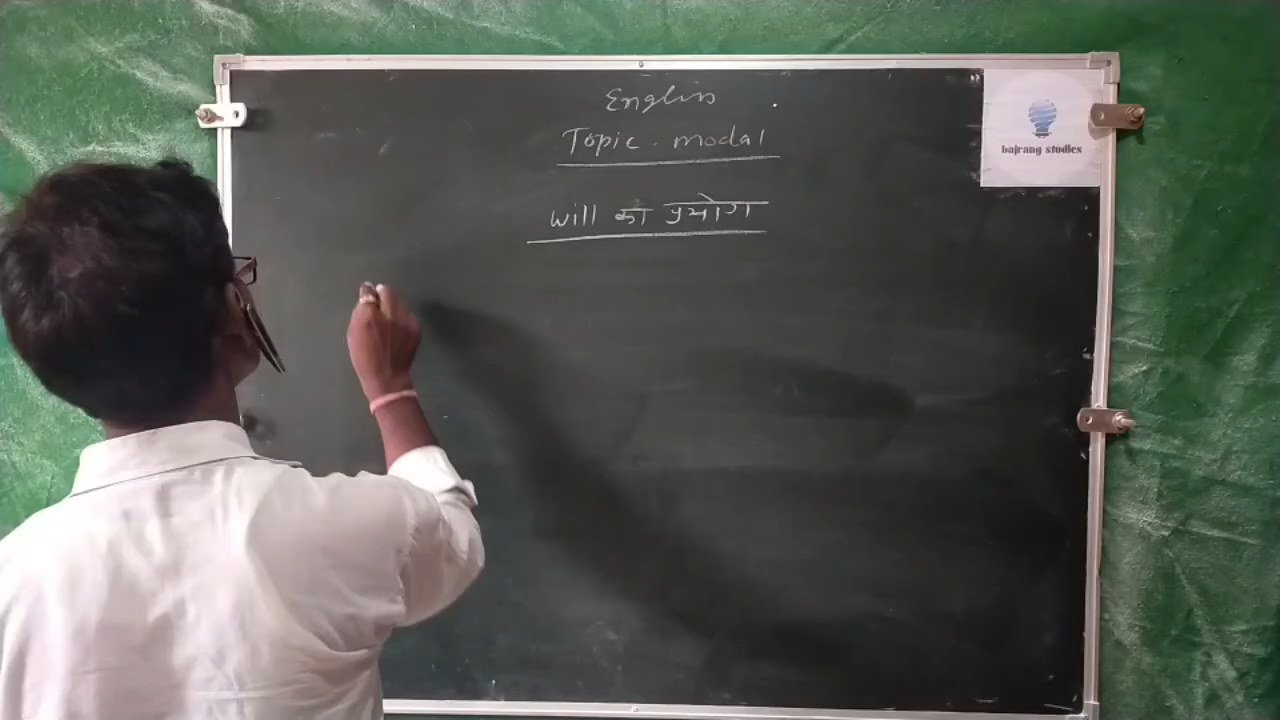 English
Topic. modal
will का प्रयोग
bajrang studies